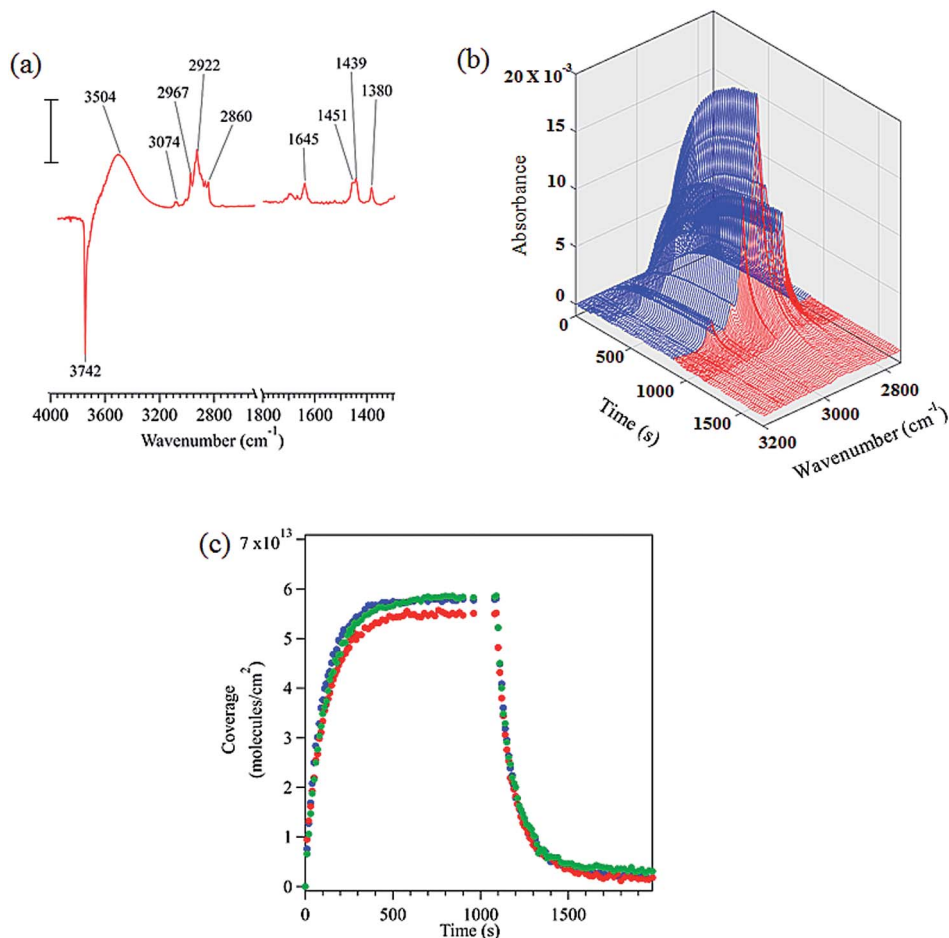 (a)
3504
2967
2922
3074
2860
3742
1645
1451
1439
1380
4000 3600 3200 2800 1800 1600 1400
Wavenumber (cm-1)
(b)
20 X 10-3
15
10
5
0
Absorbance
0
500
1000
1500
Time (s)
3200
3000
2800
Wavenumber (cm-1)
(c)
7 x10^13
6
5
4
3
2
1
0
Coverage
(molecules/cm2)
0 500 1000 1500
Time (s)